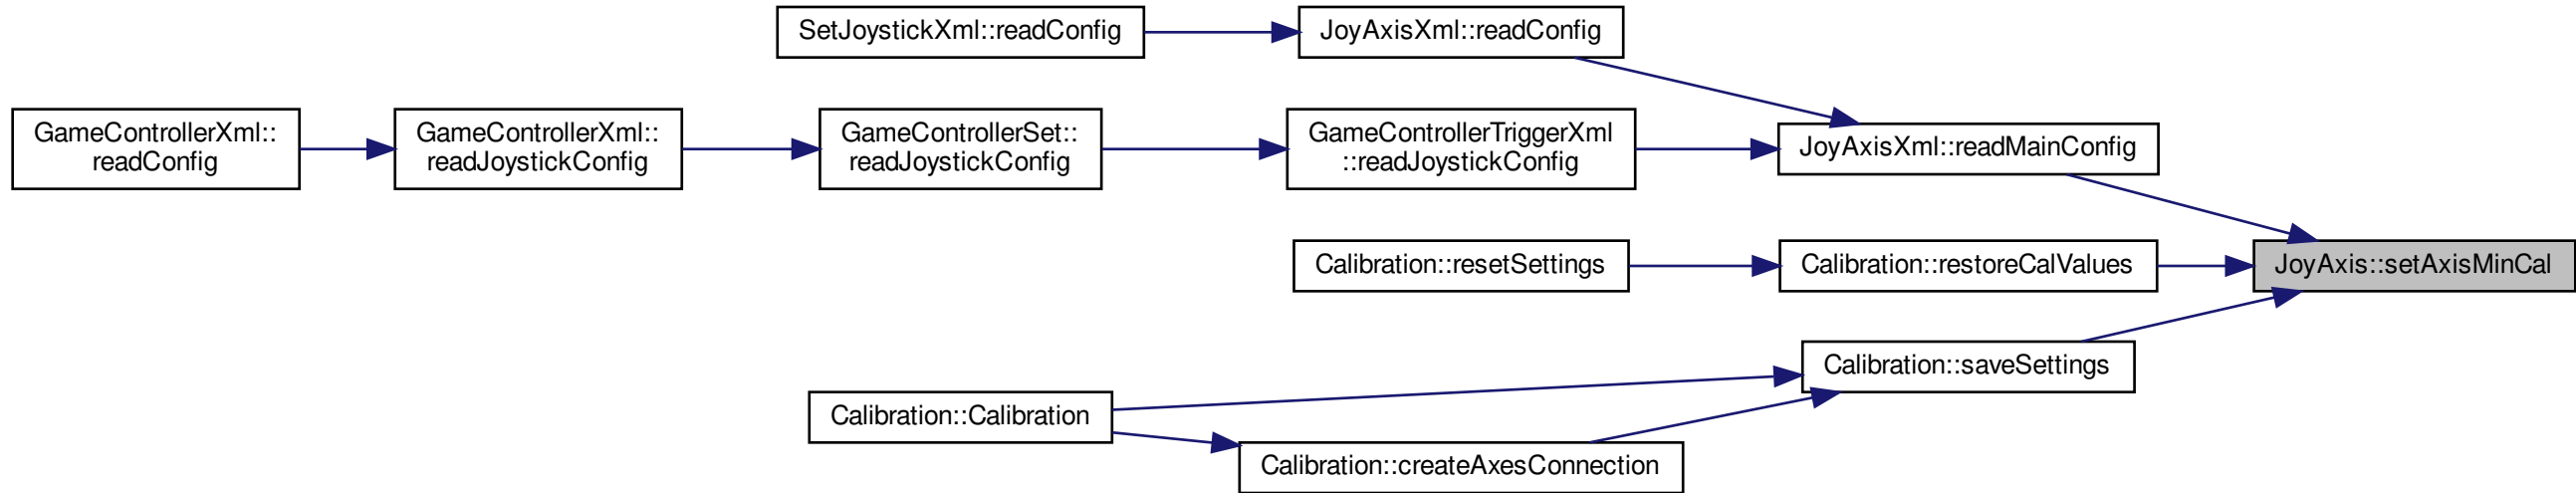 SetJoystickXml::readConfig
JoyAxisXml::readConfig
GameControllerXml::
readConfig
GameControllerXml::
readJoystickConfig
GameControllerSet::
readJoystickConfig
GameControllerTriggerXml
::readJoystickConfig
JoyAxisXml::readMainConfig
Calibration::resetSettings
Calibration::restoreCalValues
JoyAxis::setAxisMinCal
Calibration::saveSettings
Calibration::Calibration
Calibration::createAxesConnection